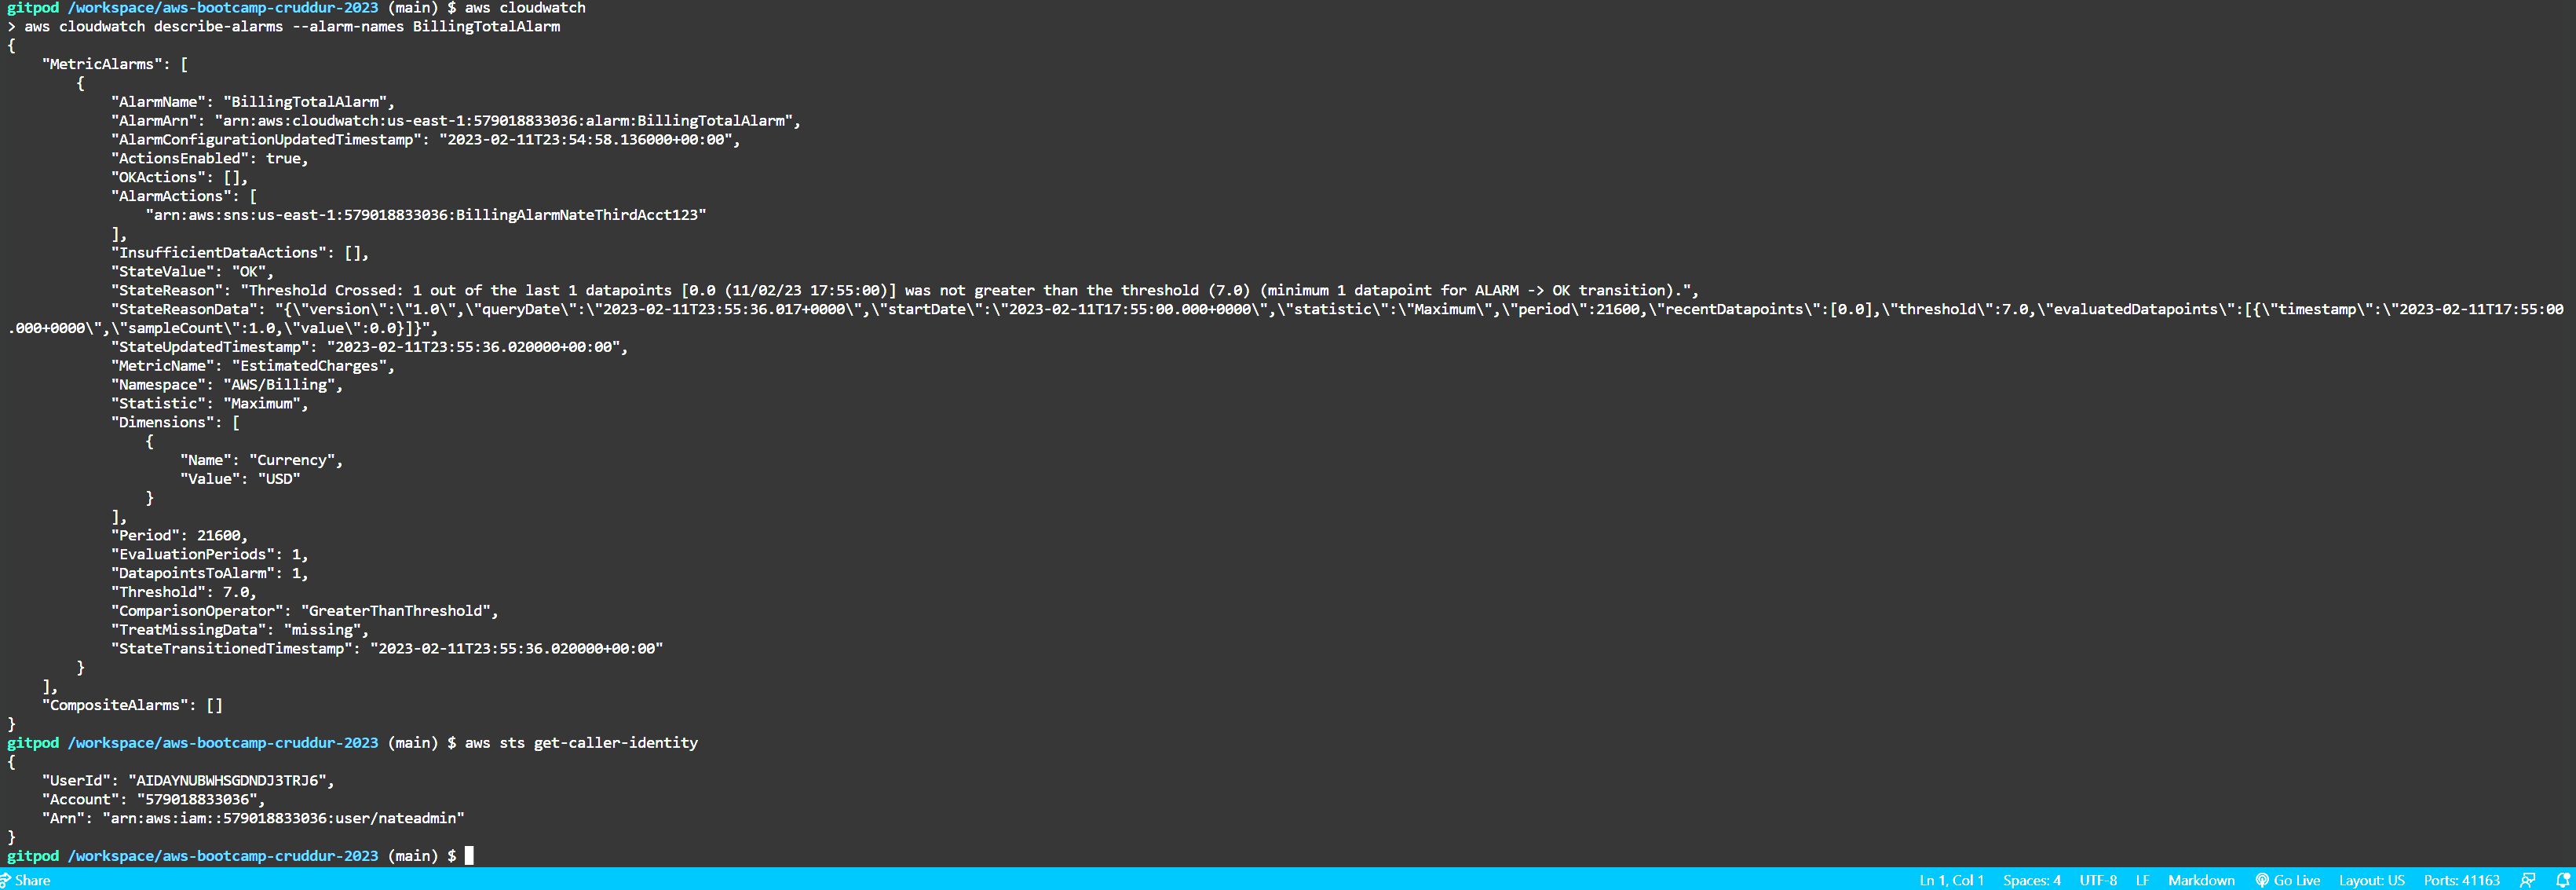 gitpod /workspace/aws-bootcamp-cruddur-2023 (main) $ aws cloudwatch
> aws cloudwatch describe-alarms --alarm-names BillingTotalAlarm
{
    "MetricAlarms": [
        {
            "AlarmName": "BillingTotalAlarm",
            "AlarmArn": "arn:aws:cloudwatch:us-east-1:579018833036:alarm:BillingTotalAlarm",
            "AlarmConfigurationUpdatedTimestamp": "2023-02-11T23:54:58.136000+00:00",
            "ActionsEnabled": true,
            "OKActions": [],
            "AlarmActions": [
                "arn:aws:sns:us-east-1:579018833036:BillingAlarmNateThirdAcct123"
            ],
            "InsufficientDataActions": [],
            "StateValue": "OK",
            "StateReason": "Threshold Crossed: 1 out of the last 1 datapoints [0.0 (11/02/23 17:55:00)] was not greater than the threshold (7.0) (minimum 1 datapoint for ALARM -> OK transition).",
            "StateReasonData": "{\"version\":\"1.0\",\"queryDate\":\"2023-02-11T23:55:36.017+0000\",\"startDate\":\"2023-02-11T17:55:00.000+0000\",\"statistic\":\"Maximum\",\"period\":21600,\"recentDatapoints\":[0.0],\"threshold\":7.0,\"evaluatedDatapoints\":[{\"timestamp\":\"2023-02-11T17:55:00
.000+0000\",\"sampleCount\":1.0,\"value\":0.0}]}",
            "StateUpdatedTimestamp": "2023-02-11T23:55:36.020000+00:00",
            "MetricName": "EstimatedCharges",
            "Namespace": "AWS/Billing",
            "Statistic": "Maximum",
            "Dimensions": [
                {
                    "Name": "Currency",
                    "Value": "USD"
                }
            ],
            "Period": 21600,
            "EvaluationPeriods": 1,
            "DatapointsToAlarm": 1,
            "Threshold": 7.0,
            "ComparisonOperator": "GreaterThanThreshold",
            "TreatMissingData": "missing",
            "StateTransitionedTimestamp": "2023-02-11T23:55:36.020000+00:00"
        }
    ],
    "CompositeAlarms": []
}
gitpod /workspace/aws-bootcamp-cruddur-2023 (main) $ aws sts get-caller-identity
{
    "UserId": "AIDAYNUBWHSGDNDJ3TRJ6",
    "Account": "579018833036",
    "Arn": "arn:aws:iam::579018833036:user/nateadmin"
}
gitpod /workspace/aws-bootcamp-cruddur-2023 (main) $
Share Ln 1, Col 1 Spaces: 4 UTF-8 LF Markdown Go Live Layout: US Ports: 41163